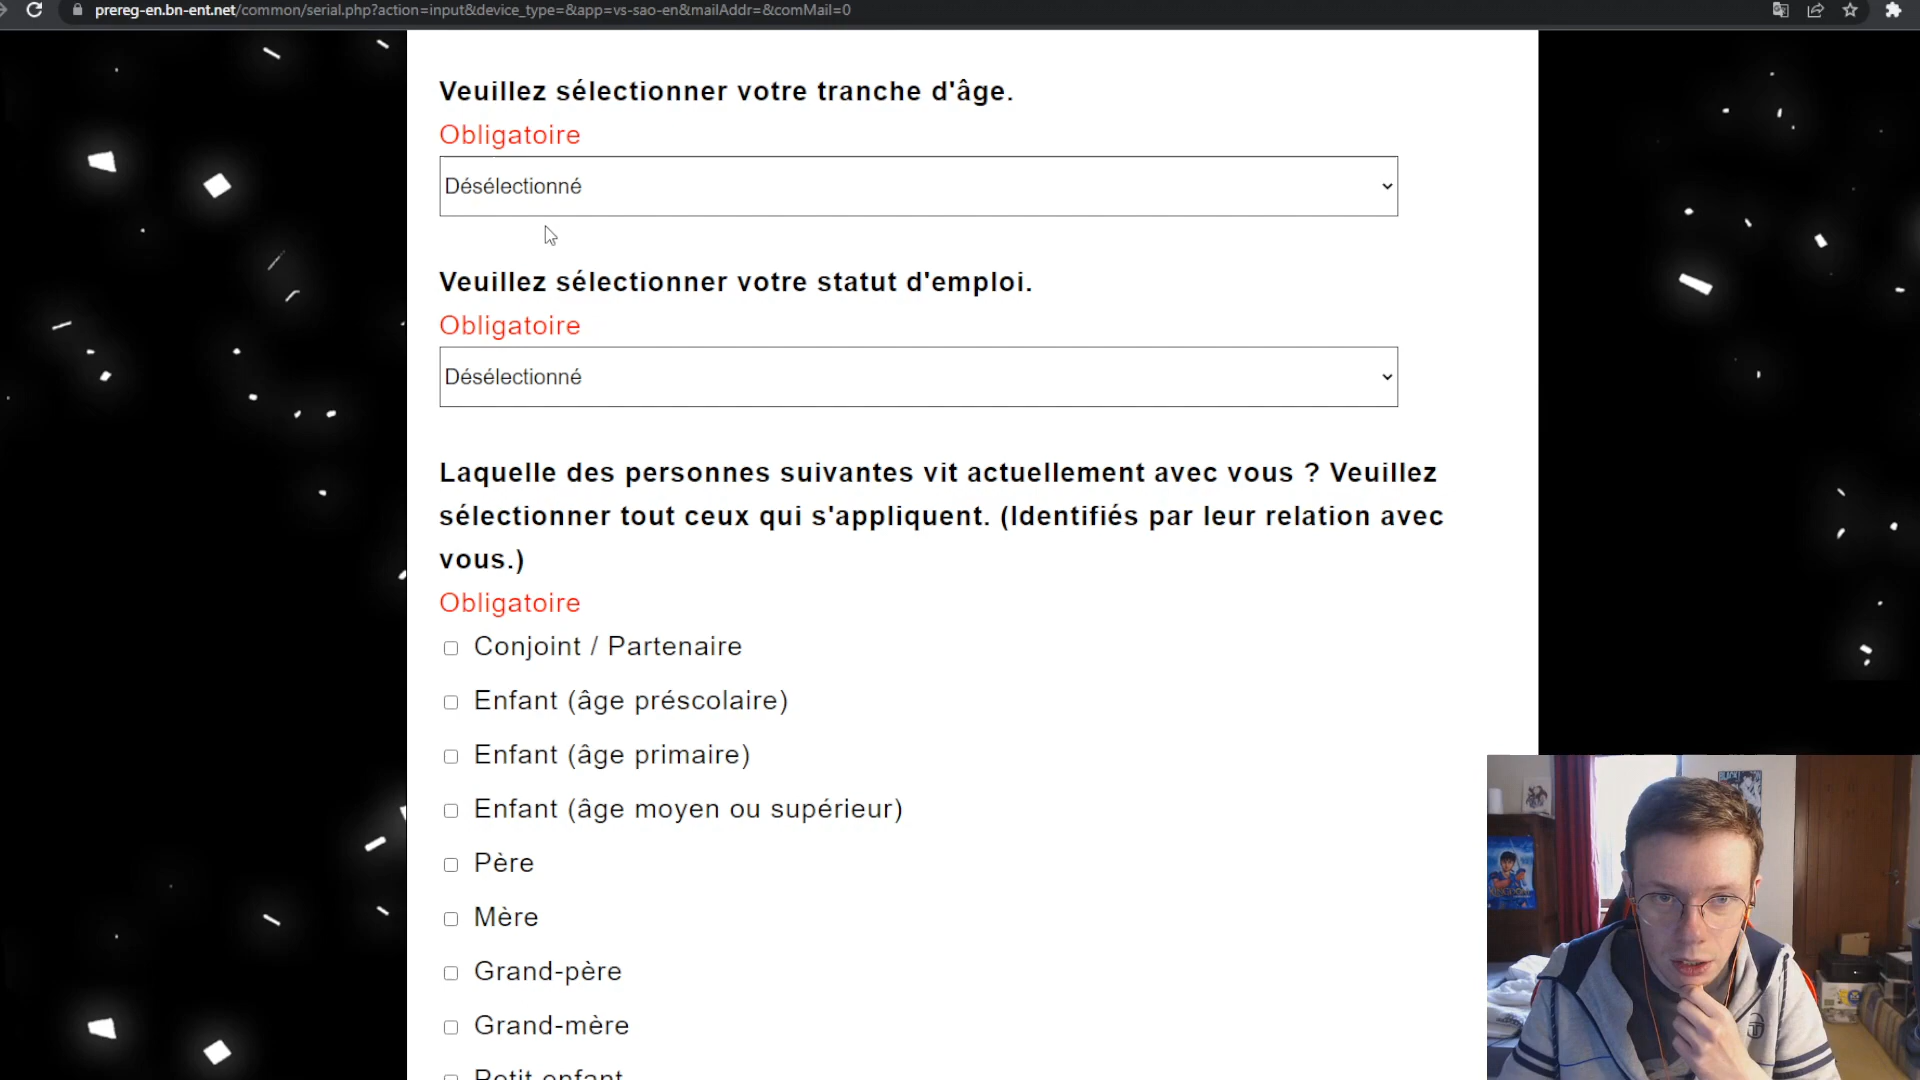 prereg-en.bn-ent.net/common/serial.php?action=input&device_type=&app=vs-sao-en&mailAddr=&comMail=0
Veuillez sélectionner votre tranche d'âge.
Obligatoire
Désélectionné
Veuillez sélectionner votre statut d'emploi.
Obligatoire
Désélectionné
Laquelle des personnes suivantes vit actuellement avec vous ? Veuillez
sélectionner tout ceux qui s'appliquent. (Identifiés par leur relation avec
vous.)
Obligatoire
Conjoint / Partenaire
Enfant (âge préscolaire)
Enfant (âge primaire)
Enfant (âge moyen ou supérieur)
Père
Mère
Grand-père
Grand-mère
Petit-enfant